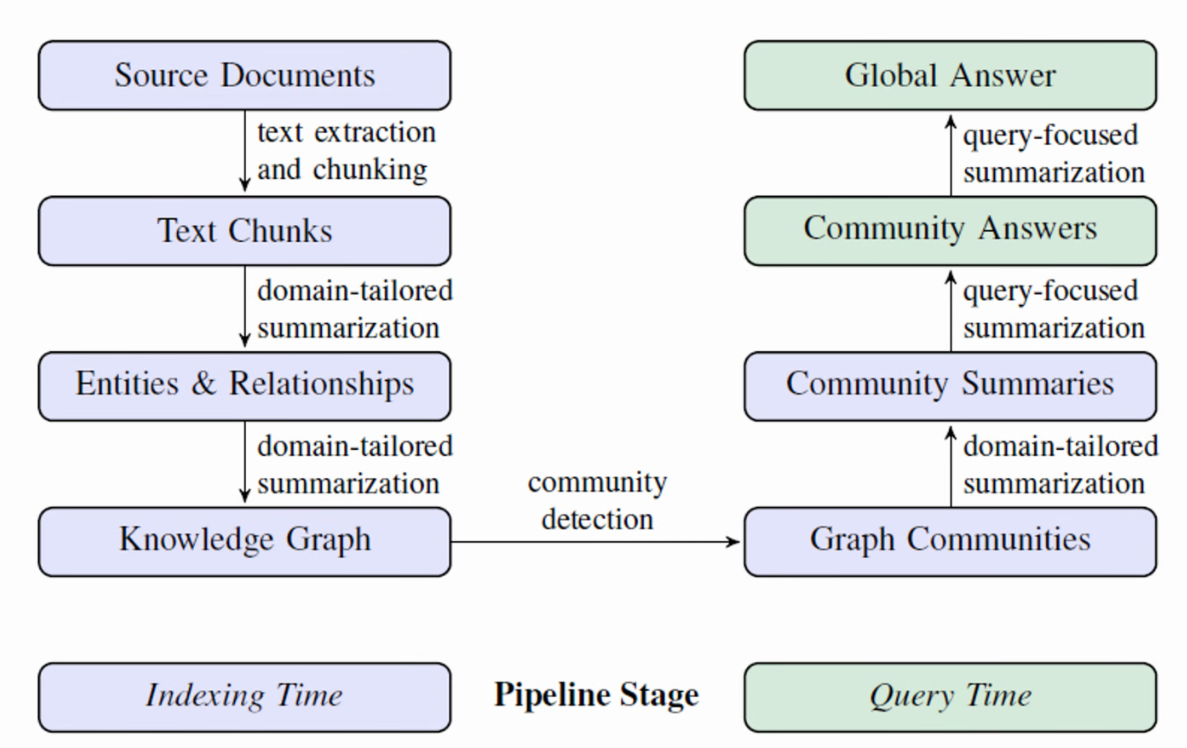 Source Documents
text extraction
and chunking
Text Chunks
domain-tailored
summarization
Entities & Relationships
domain-tailored
summarization
Knowledge Graph
community
detection
Global Answer
query-focused
summarization
Community Answers
query-focused
summarization
Community Summaries
domain-tailored
summarization
Graph Communities
Indexing Time
Pipeline Stage
Query Time